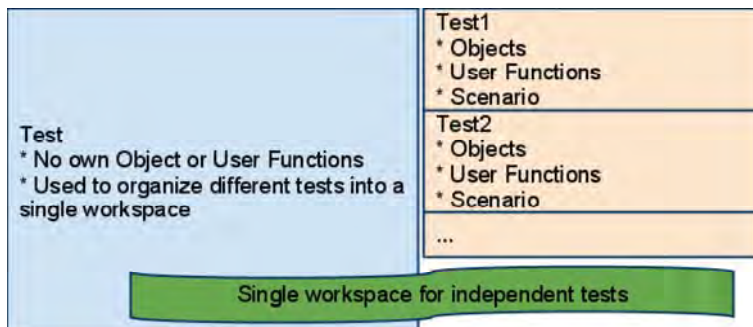 Test
* No own Object or User Functions
* Used to organize different tests into a
single workspace
Test1
* Objects
* User Functions
* Scenario
Test2
* Objects
* User Functions
* Scenario
...
Single workspace for independent tests